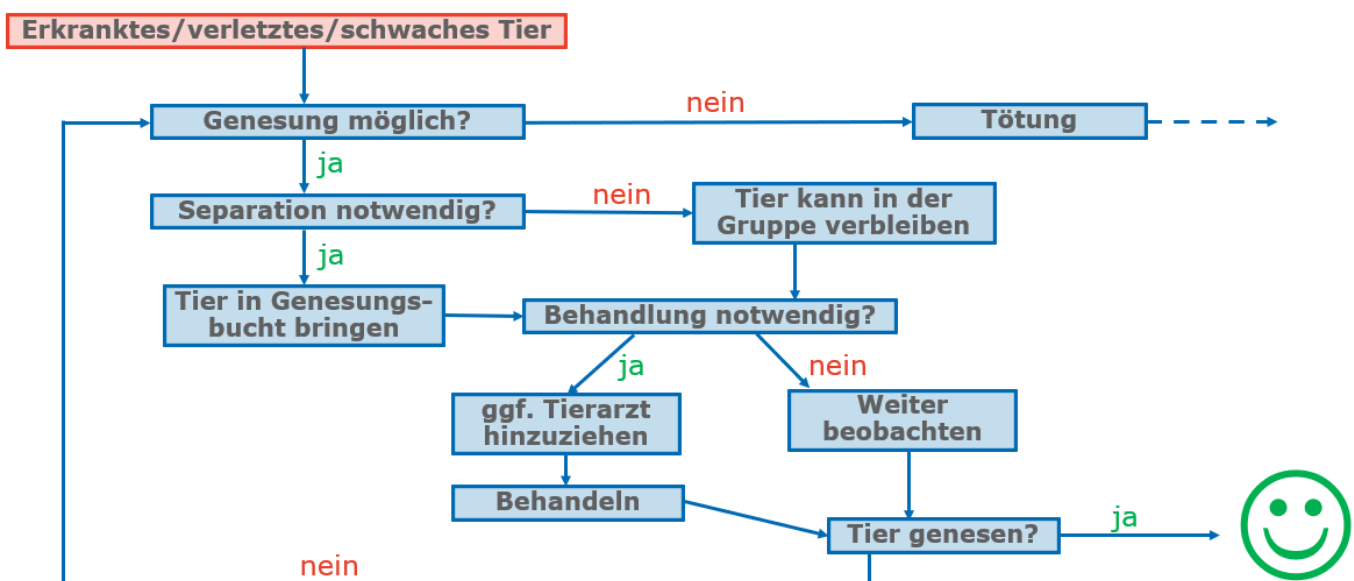 Erkranktes/verletztes/schwaches Tier
Genesung möglich?
nein
Tötung
ja
Separation notwendig?
nein
Tier kann in der
Gruppe verbleiben
ja
Tier in Genesungs-
bucht bringen
Behandlung notwendig?
ja
nein
ggf. Tierarzt
hinzuziehen
Weiter
beobachten
Behandeln
Tier genesen?
ja
nein